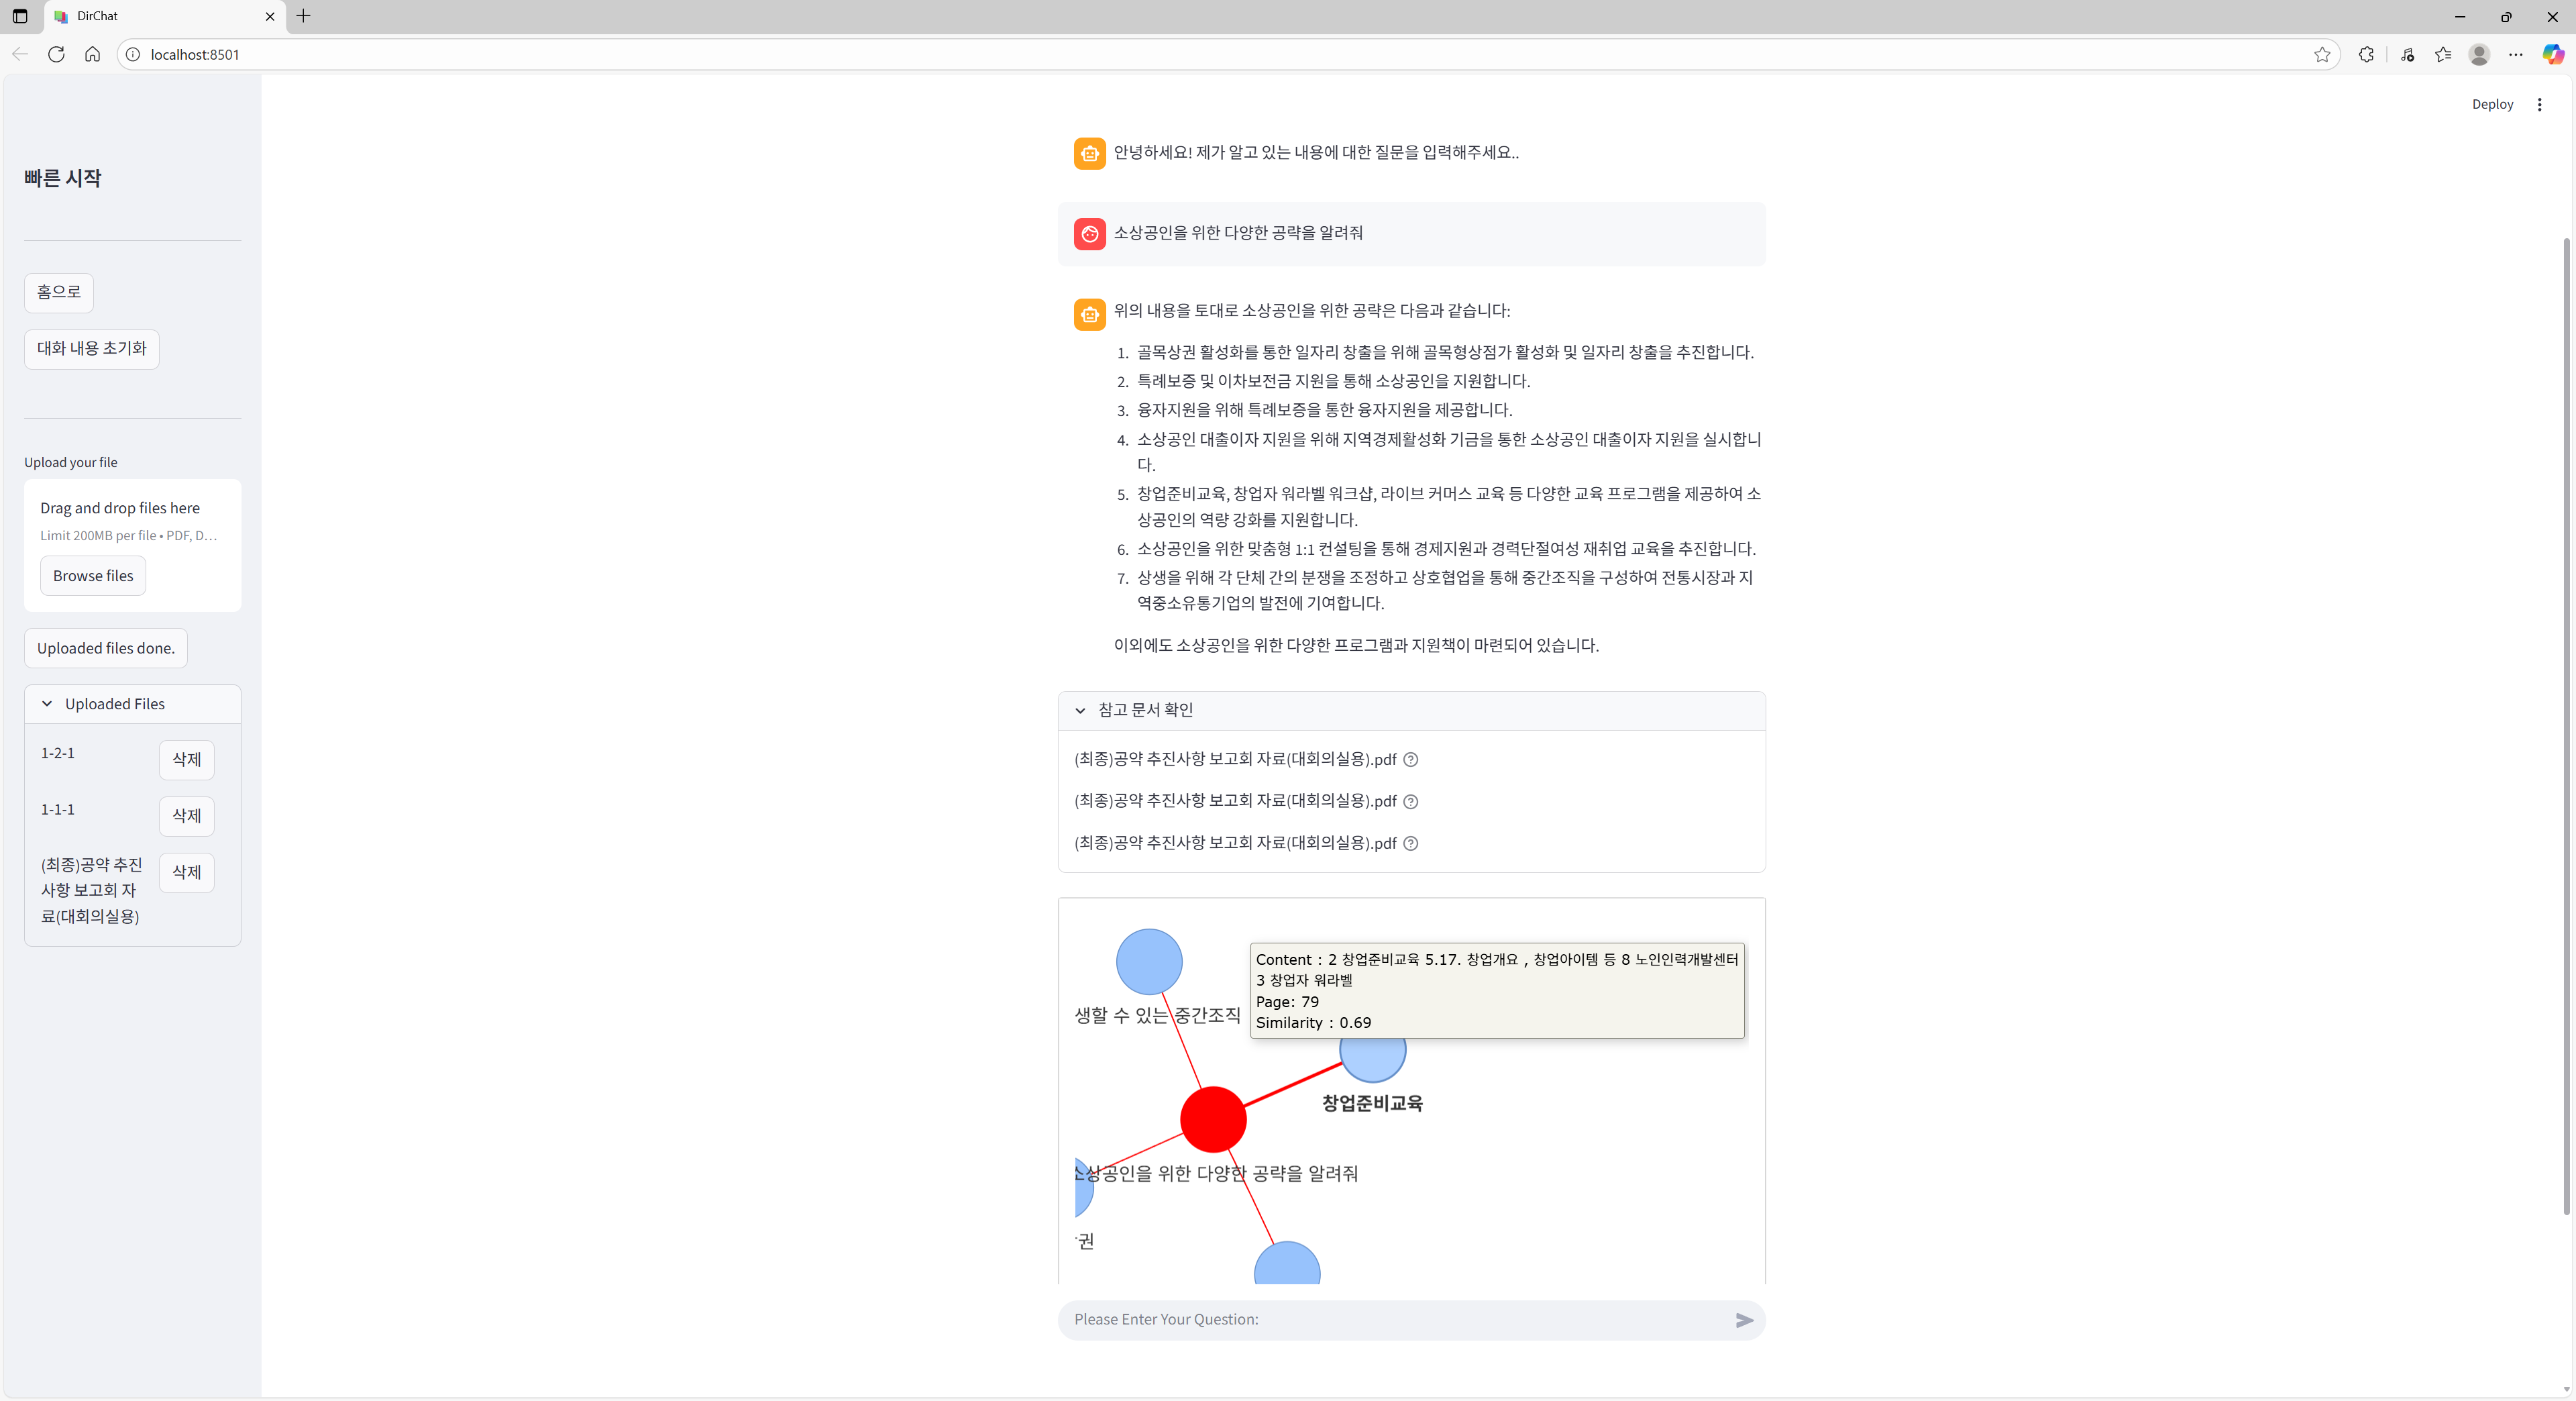 DirChat
localhost:8501
Deploy
빠른 시작
홈으로
대화 내용 초기화
Upload your file
Drag and drop files here
Limit 200MB per file • PDF, D...
Browse files
Uploaded files done.
Uploaded Files
1-2-1
삭제
1-1-1
삭제
(최종)공약 추진
사항 보고회 자
료(대회의실용)
삭제
안녕하세요! 제가 알고 있는 내용에 대한 질문을 입력해주세요..
소상공인을 위한 다양한 공략을 알려줘
위의 내용을 토대로 소상공인을 위한 공략은 다음과 같습니다:
1. 골목상권 활성화를 통한 일자리 창출을 위해 골목형상점가 활성화 및 일자리 창출을 추진합니다.
2. 특례보증 및 이차보전금 지원을 통해 소상공인을 지원합니다.
3. 융자지원을 위해 특례보증을 통한 융자지원을 제공합니다.
4. 소상공인 대출이자 지원을 위해 지역경제활성화 기금을 통한 소상공인 대출이자 지원을 실시합니
다.
5. 창업준비교육, 창업자 워라벨 워크샵, 라이브 커머스 교육 등 다양한 교육 프로그램을 제공하여 소
상공인의 역량 강화를 지원합니다.
6. 소상공인을 위한 맞춤형 1:1 컨설팅을 통해 경제지원과 경력단절여성 재취업 교육을 추진합니다.
7. 상생을 위해 각 단체 간의 분쟁을 조정하고 상호협업을 통해 중간조직을 구성하여 전통시장과 지
역중소유통기업의 발전에 기여합니다.
이외에도 소상공인을 위한 다양한 프로그램과 지원책이 마련되어 있습니다.
참고 문서 확인
(최종)공약 추진사항 보고회 자료(대회의실용).pdf
(최종)공약 추진사항 보고회 자료(대회의실용).pdf
(최종)공약 추진사항 보고회 자료(대회의실용).pdf
Content : 2 창업준비교육 5.17. 창업개요 , 창업아이템 등 8 노인인력개발센터
3 창업자 워라벨
Page: 79
Similarity : 0.69
생할 수 있는 중간조직
창업준비교육
소상공인을 위한 다양한 공략을 알려줘
권
Please Enter Your Question: